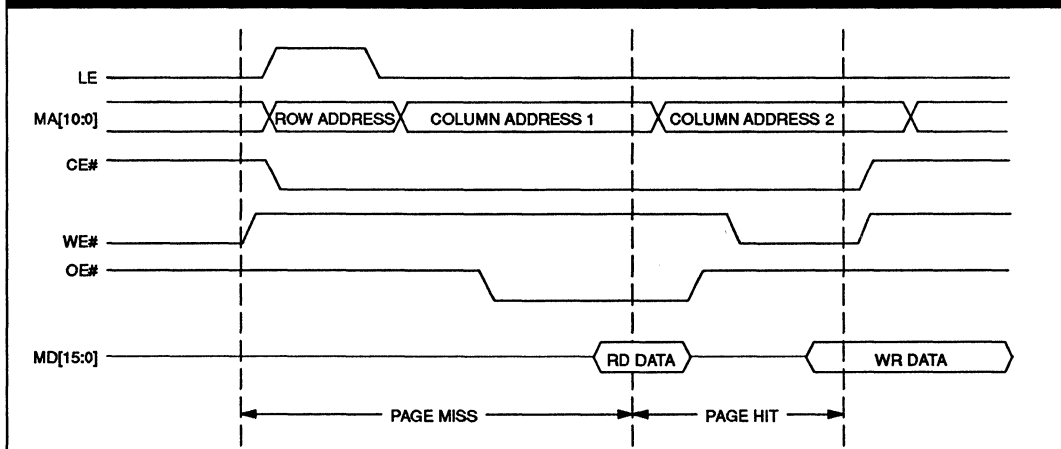 LE
MA[10:0] ROW ADDRESS COLUMN ADDRESS 1 COLUMN ADDRESS 2
CE#
WE#
OE#
MD[15:0] RD DATA WR DATA
PAGE MISS PAGE HIT